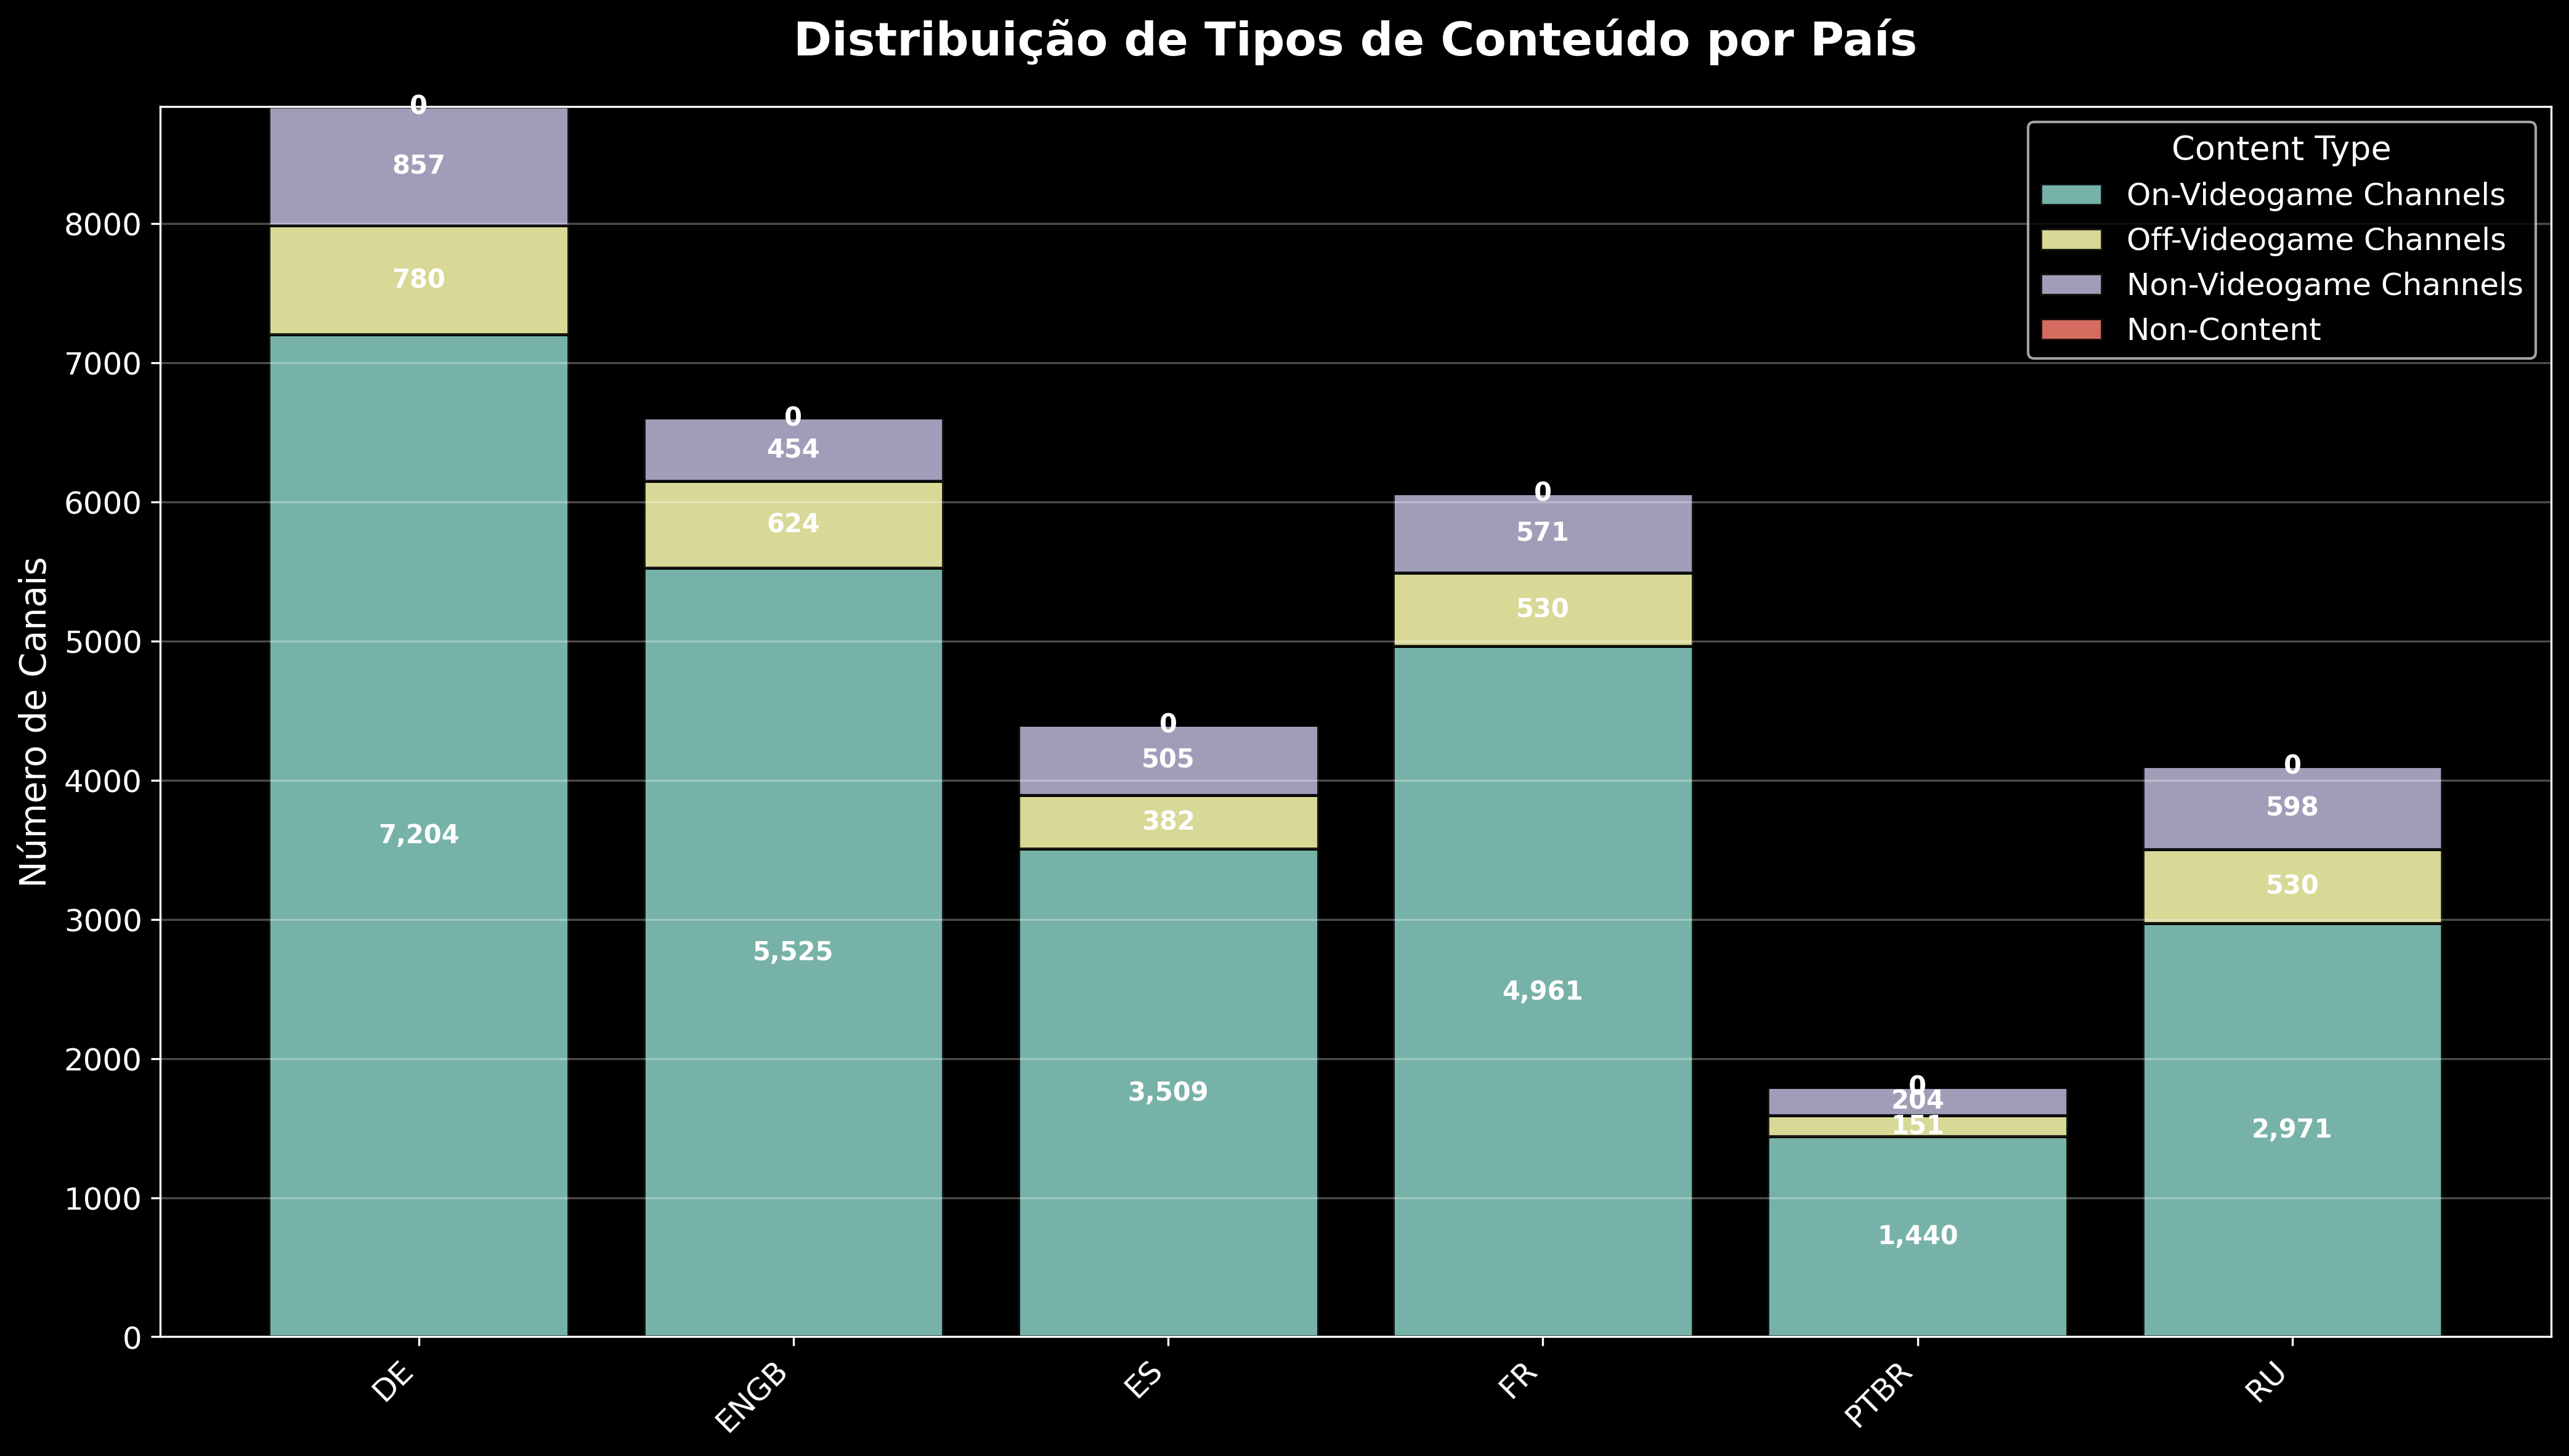 Distribuição de Tipos de Conteúdo por País
Número de Canais
8000
7000
6000
5000
4000
3000
2000
1000
0
Content Type
On-Videogame Channels
Off-Videogame Channels
Non-Videogame Channels
Non-Content
0
857
780
7,204
0
454
624
5,525
0
505
382
3,509
0
571
530
4,961
0
204
151
1,440
0
598
530
2,971
DE
ENGB
ES
FR
PTBR
RU